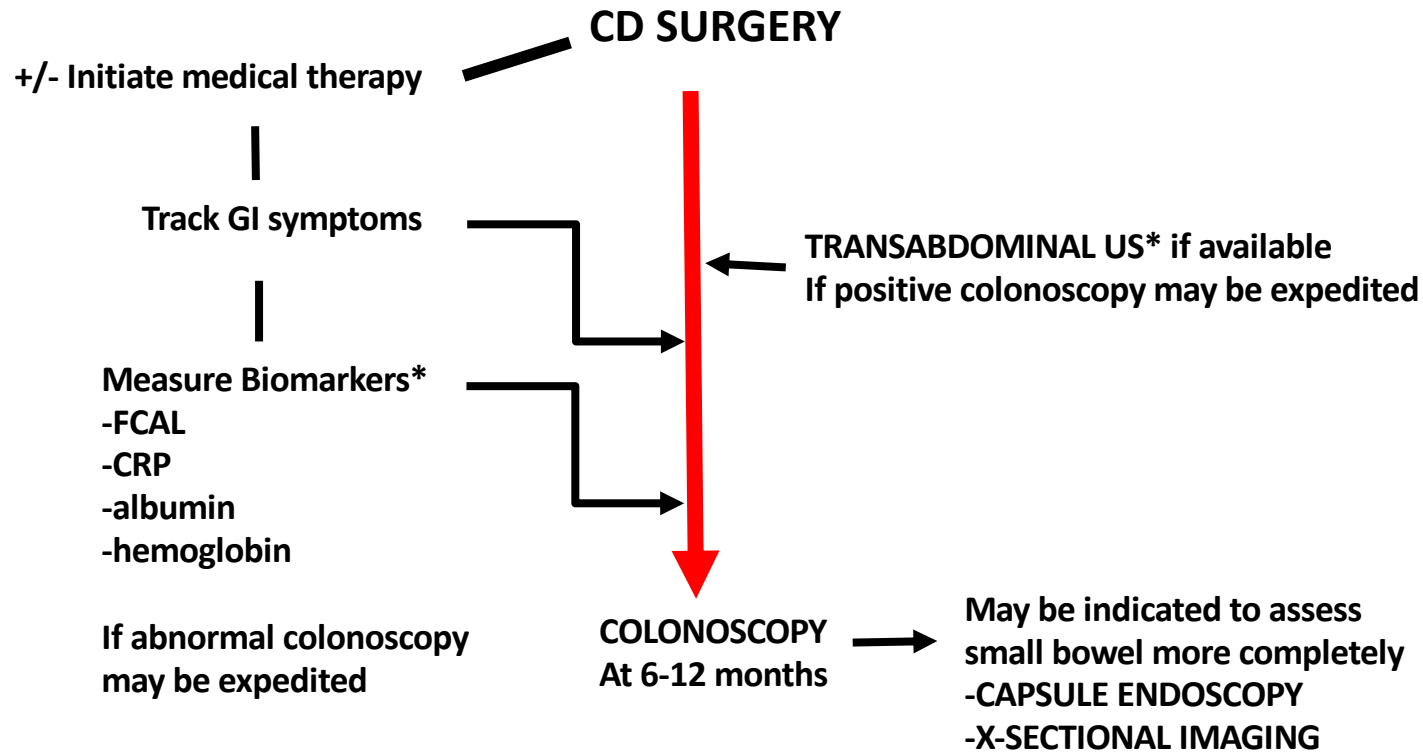 CD SURGERY
+/- Initiate medical therapy
Track GI symptoms
TRANSABDOMINAL US* if available
If positive colonoscopy may be expedited
Measure Biomarkers*
-FCAL
-CRP
-albumin
-hemoglobin
If abnormal colonoscopy
may be expedited
COLONOSCOPY
At 6-12 months
May be indicated to assess
small bowel more completely
-CAPSULE ENDOSCOPY
-X-SECTIONAL IMAGING